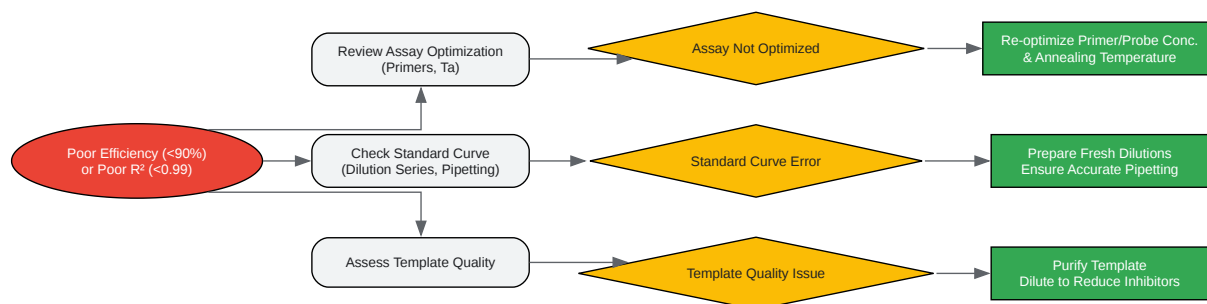 Poor Efficiency (<90%)
or Poor R² (<0.99)
Review Assay Optimization
(Primers, Ta)
Assay Not Optimized
Re-optimize Primer/Probe Conc.
& Annealing Temperature
Check Standard Curve
(Dilution Series, Pipetting)
Standard Curve Error
Prepare Fresh Dilutions
Ensure Accurate Pipetting
Assess Template Quality
Template Quality Issue
Purify Template
Dilute to Reduce Inhibitors